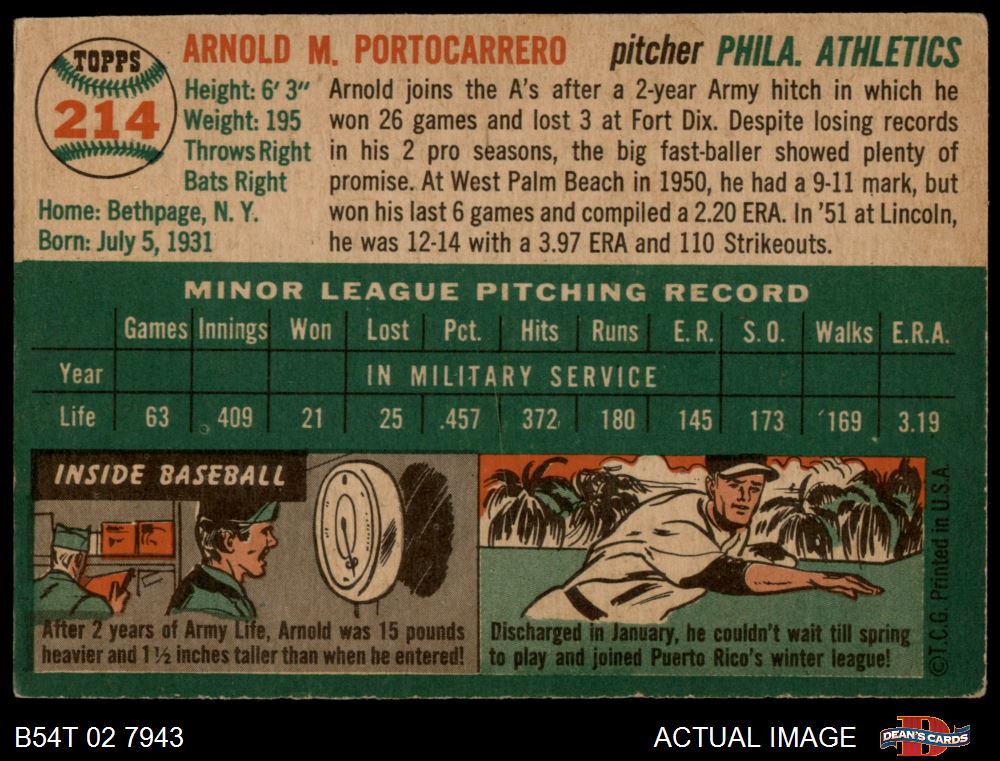 TOPPS
214
ARNOLD M. PORTOCARRERO pitcher PHILA. ATHLETICS
Height: 6' 3"
Weight: 195
Throws Right
Bats Right
Home: Bethpage, N. Y.
Born: July 5, 1931
Arnold joins the A's after a 2-year Army hitch in which he
won 26 games and lost 3 at Fort Dix. Despite losing records
in his 2 pro seasons, the big fast-baller showed plenty of
promise. At West Palm Beach in 1950, he had a 9-11 mark, but
won his last 6 games and compiled a 2.20 ERA. In '51 at Lincoln,
he was 12-14 with a 3.97 ERA and 110 Strikeouts.
MINOR LEAGUE PITCHING RECORD
Games Innings Won Lost Pct. Hits Runs E. R. S. O. Walks E.R.A.
Year IN MILITARY SERVICE
Life 63 409 21 25 .457 372 180 145 173 169 3.19
INSIDE BASEBALL
After 2 years of Army Life, Arnold was 15 pounds
heavier and 1 ½ inches taller than when he entered!
Discharged in January, he couldn't wait till spring
to play and joined Puerto Rico's winter league!
©T.C.G. Printed in U.S.A.
B54T 02 7943
ACTUAL IMAGE
DEAN'S CARDS